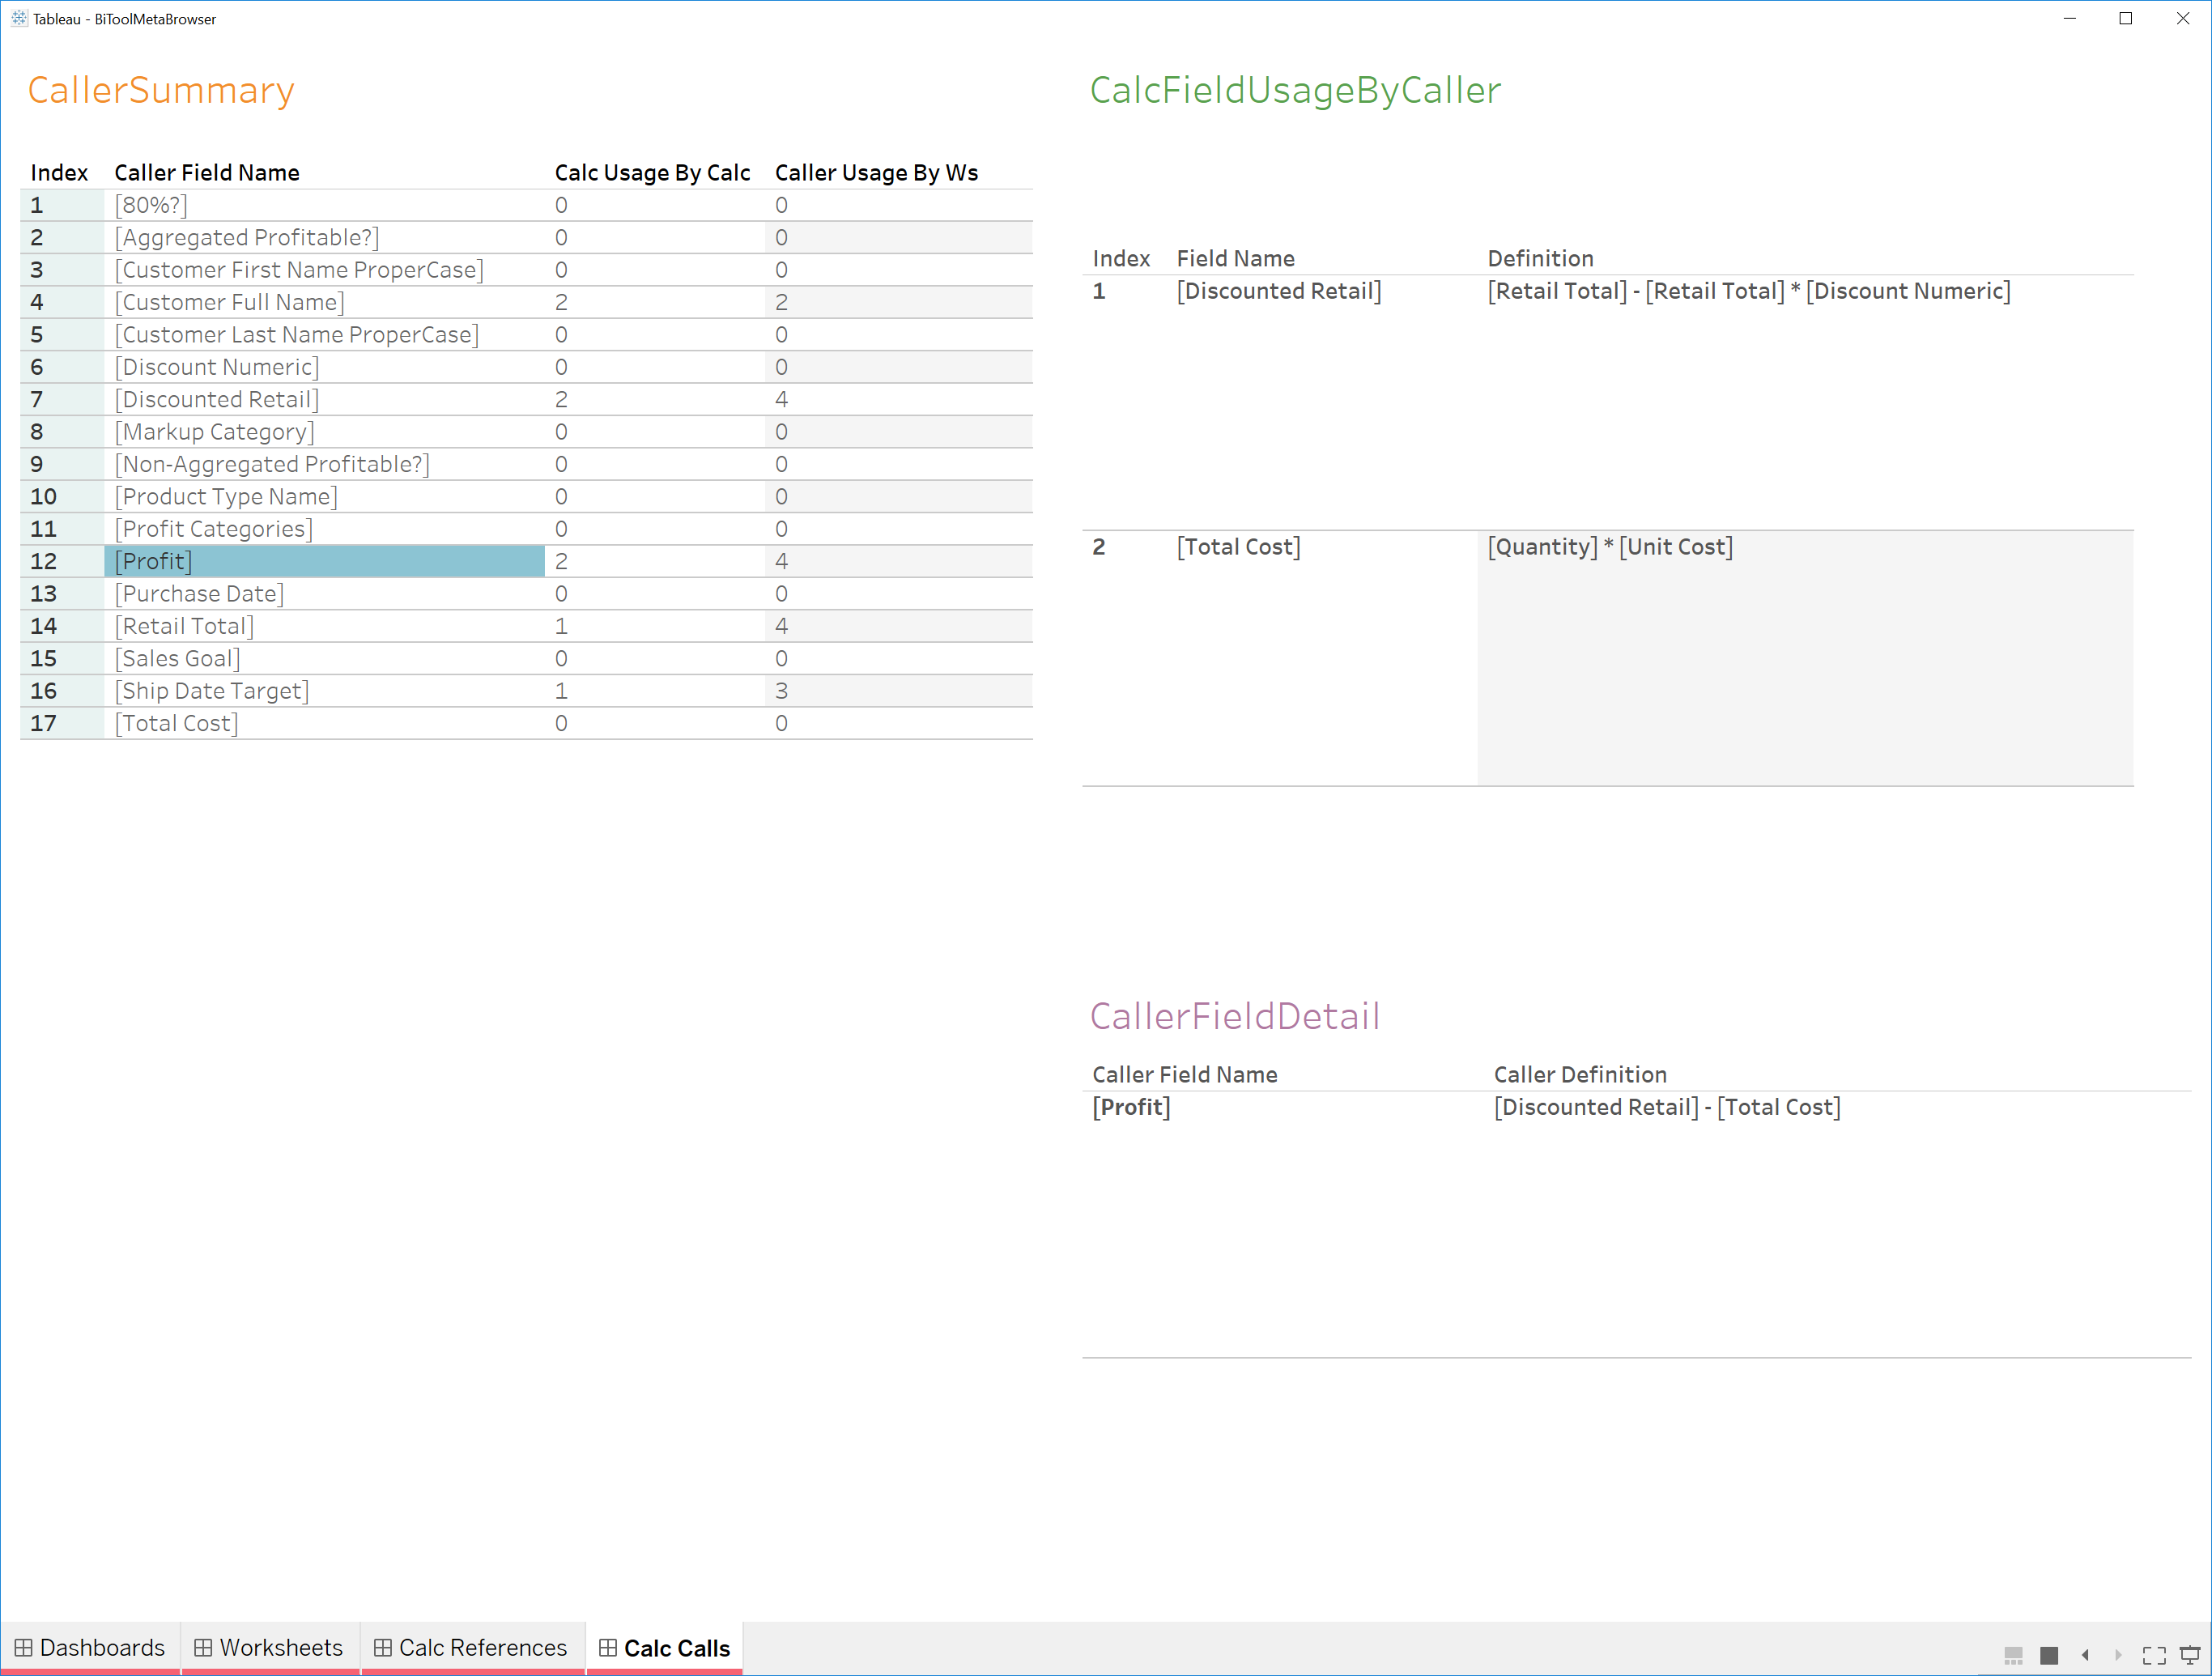 Tableau - BiToolMetaBrowser
CallerSummary
Index Caller Field Name Calc Usage By Calc Caller Usage By Ws
1 [80%?] 0 0
2 [Aggregated Profitable?] 0 0
3 [Customer First Name ProperCase] 0 0
4 [Customer Full Name] 2 2
5 [Customer Last Name ProperCase] 0 0
6 [Discount Numeric] 0 0
7 [Discounted Retail] 2 4
8 [Markup Category] 0 0
9 [Non-Aggregated Profitable?] 0 0
10 [Product Type Name] 0 0
11 [Profit Categories] 0 0
12 [Profit] 2 4
13 [Purchase Date] 0 0
14 [Retail Total] 1 4
15 [Sales Goal] 0 0
16 [Ship Date Target] 1 3
17 [Total Cost] 0 0
CalcFieldUsageByCaller
Index Field Name Definition
1 [Discounted Retail] [Retail Total] - [Retail Total] * [Discount Numeric]
2 [Total Cost] [Quantity] * [Unit Cost]
CallerFieldDetail
Caller Field Name Caller Definition
[Profit] [Discounted Retail] - [Total Cost]
Dashboards Worksheets Calc References Calc Calls